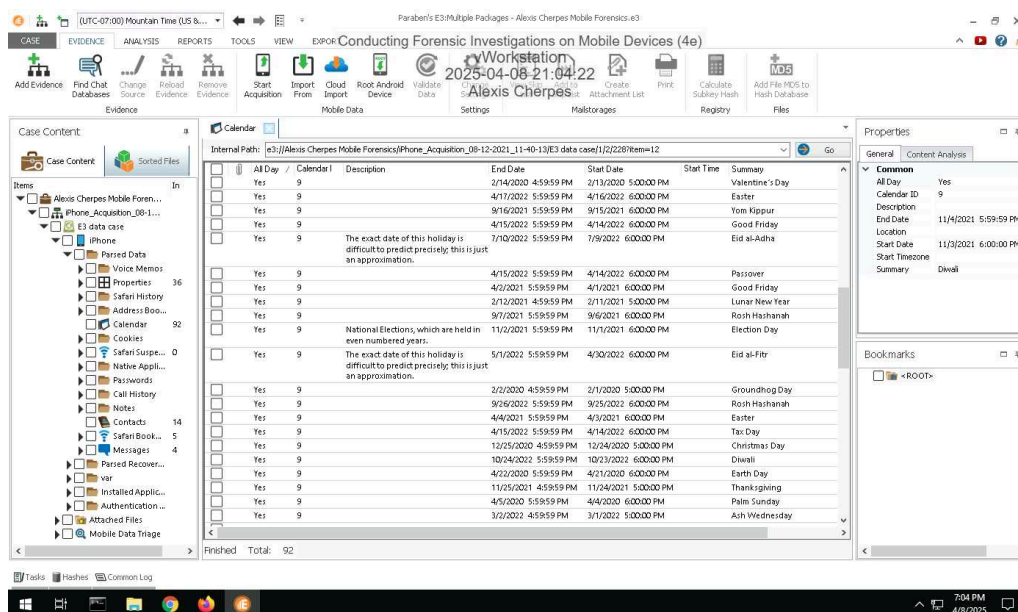 (UTC-07:00) Mountain Time (US &...
Paraben's E3:Multiple Packages - Alexis Cherpes Mobile Forensics.e3
CASE EVIDENCE ANALYSIS REPORTS TOOLS VIEW EXPOR
Conducting Forensic Investigations on Mobile Devices (4e)
vWorkstation
2025-04-08 21:04:22
Alexis Cherpes
Add Evidence Find Chat Databases Change Source Reload Evidence Remove Evidence
Evidence
Start Acquisition Import From Cloud Import Root Android Device Validate Data
Mobile Data
Settings
Create Attachment List Print
Mailstorages
Calculate Subkey Hash
Registry
Add File MD5 to Hash Database
Files
MD5
Case Content
Case Content Sorted Files
Items In
Alexis Cherpes Mobile Foren...
iPhone_Acquisition_08-1...
E3 data case
iPhone
Parsed Data
Voice Memos
Properties 36
Safari History
Address Boo...
Calendar 92
Cookies
Safari Suspe... 0
Native Appli...
Passwords
Call History
Notes
Contacts 14
Safari Book... 5
Messages 4
Parsed Recover...
var
Installed Applic...
Authentication ...
Attached Files
Mobile Data Triage
Calendar
Internal Path: e3://Alexis Cherpes Mobile Forensics/iPhone_Acquisition_08-12-2021_11-40-13/E3 data case/1/2/228?item=12 Go
All Day / Calendar I Description End Date Start Date Start Time Summary
Yes 9 2/14/2020 4:59:59 PM 2/13/2020 5:00:00 PM Valentine's Day
Yes 9 4/17/2022 5:59:59 PM 4/16/2022 6:00:00 PM Easter
Yes 9 9/16/2021 5:59:59 PM 9/15/2021 6:00:00 PM Yom Kippur
Yes 9 4/15/2022 5:59:59 PM 4/14/2022 6:00:00 PM Good Friday
Yes 9 The exact date of this holiday is 7/10/2022 5:59:59 PM 7/9/2022 6:00:00 PM Eid al-Adha
difficult to predict precisely; this is just
an approximation.
Yes 9 4/15/2022 5:59:59 PM 4/14/2022 6:00:00 PM Passover
Yes 9 4/2/2021 5:59:59 PM 4/1/2021 6:00:00 PM Good Friday
Yes 9 2/12/2021 4:59:59 PM 2/11/2021 5:00:00 PM Lunar New Year
Yes 9 9/7/2021 5:59:59 PM 9/6/2021 6:00:00 PM Rosh Hashanah
Yes 9 National Elections, which are held in 11/2/2021 5:59:59 PM 11/1/2021 6:00:00 PM Election Day
even numbered years.
Yes 9 The exact date of this holiday is 5/1/2022 5:59:59 PM 4/30/2022 6:00:00 PM Eid al-Fitr
difficult to predict precisely; this is just
an approximation.
Yes 9 2/2/2020 4:59:59 PM 2/1/2020 5:00:00 PM Groundhog Day
Yes 9 9/26/2022 5:59:59 PM 9/25/2022 6:00:00 PM Rosh Hashanah
Yes 9 4/4/2021 5:59:59 PM 4/3/2021 6:00:00 PM Easter
Yes 9 4/15/2022 5:59:59 PM 4/14/2022 6:00:00 PM Tax Day
Yes 9 12/25/2020 4:59:59 PM 12/24/2020 5:00:00 PM Christmas Day
Yes 9 10/24/2022 5:59:59 PM 10/23/2022 6:00:00 PM Diwali
Yes 9 4/22/2020 5:59:59 PM 4/21/2020 6:00:00 PM Earth Day
Yes 9 11/25/2021 4:59:59 PM 11/24/2021 5:00:00 PM Thanksgiving
Yes 9 4/5/2020 5:59:59 PM 4/4/2020 6:00:00 PM Palm Sunday
Yes 9 3/2/2022 4:59:59 PM 3/1/2022 5:00:00 PM Ash Wednesday
Finished Total: 92
Properties
General Content Analysis
Common
All Day Yes
Calendar ID 9
Description
End Date 11/4/2021 5:59:59 PM
Location
Start Date 11/3/2021 6:00:00 PM
Start Timezone
Summary Diwali
Bookmarks
<ROOT>
Tasks Hashes Common Log
7:04 PM
4/8/2025